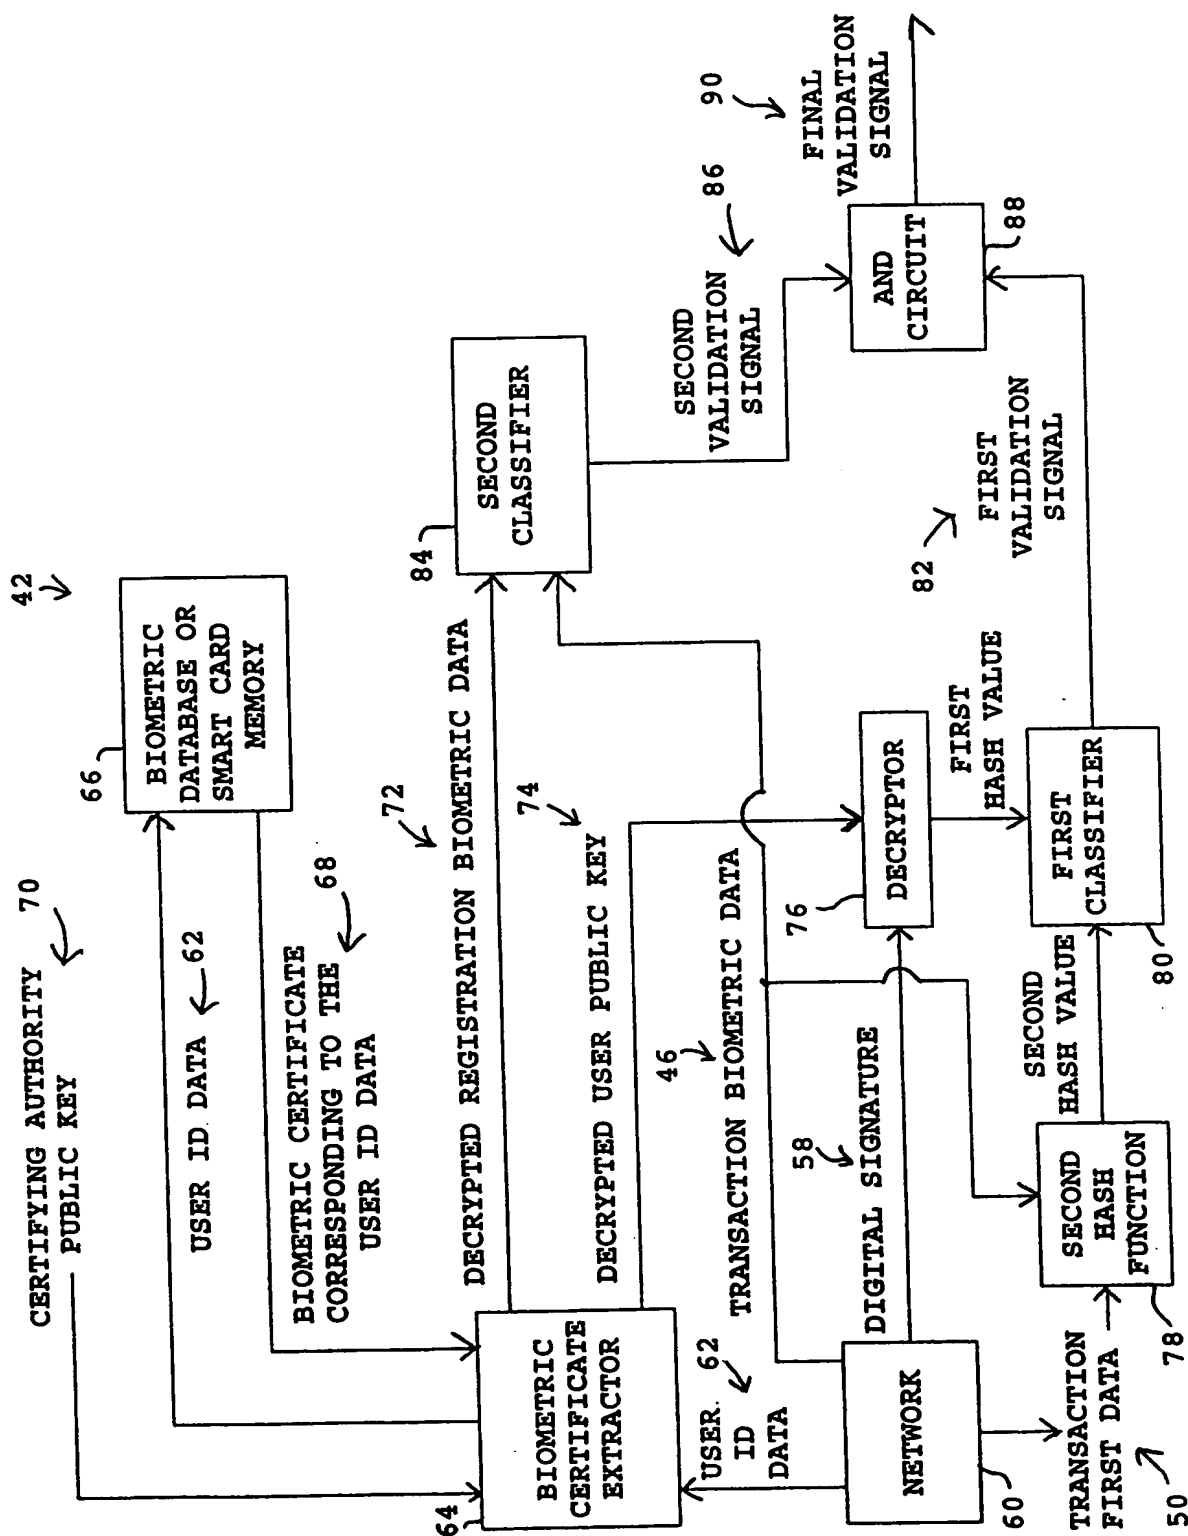 42
CERTIFYING AUTHORITY
PUBLIC KEY
70
USER ID DATA
62
66
BIOMETRIC
DATABASE OR
SMART CARD
MEMORY
BIOMETRIC CERTIFICATE
CORRESPONDING TO THE
USER ID DATA
68
64
BIOMETRIC
CERTIFICATE
EXTRACTOR
DECRYPTED REGISTRATION BIOMETRIC DATA
72
DECRYPTED USER PUBLIC KEY
74
84
SECOND
CLASSIFIER
SECOND
VALIDATION
SIGNAL
86
USER.
ID
DATA
62
TRANSACTION BIOMETRIC DATA
46
DIGITAL SIGNATURE
58
76
DECRYPTOR
AND
CIRCUIT
88
FINAL
VALIDATION
SIGNAL
90
NETWORK
60
FIRST
HASH VALUE
82
FIRST
VALIDATION
SIGNAL
TRANSACTION
FIRST DATA
50
SECOND
HASH
FUNCTION
78
SECOND
HASH VALUE
FIRST
CLASSIFIER
80